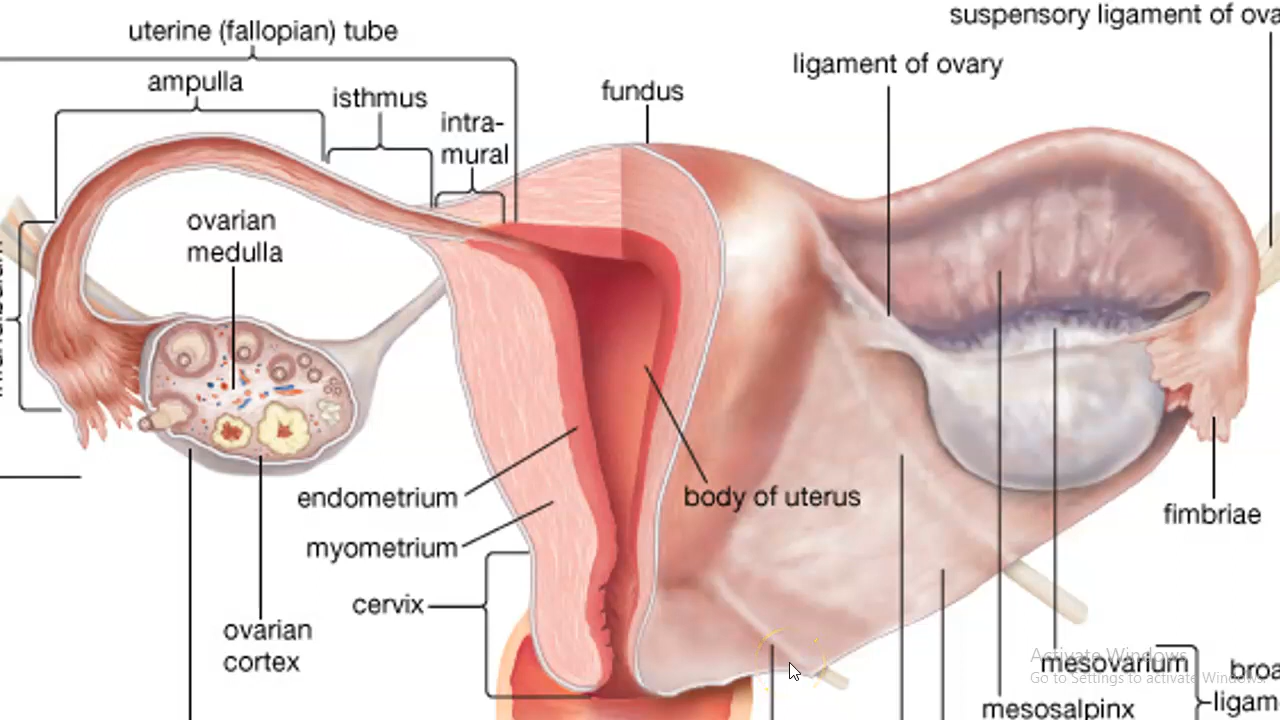 suspensory ligament of ova
uterine (fallopian) tube
ligament of ovary
ampulla
isthmus
fundus
intra-
mural
ovarian
medulla
endometrium
body of uterus
fimbriae
myometrium
cervix
ovarian
cortex
Activate Windows
mesovarium
Go to Settings to activate Windows.
broa
ligam
mesosalpinx